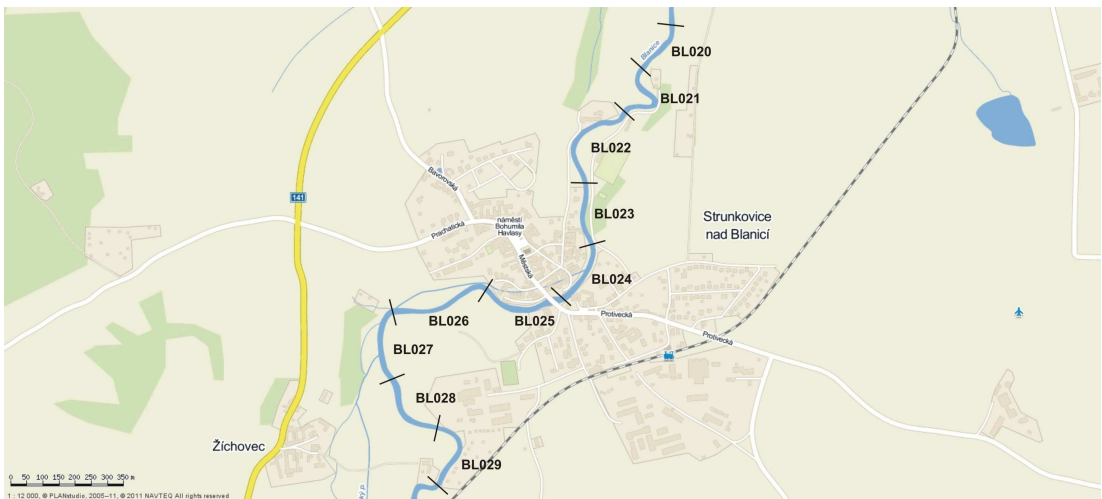 BL020
Blanice
BL021
BL022
Bavorovská
141
BL023
Strunkovice
nad Blanicí
náměstí
Bohumila
Havlasy
Prachatická
Městská
BL024
BL026
BL025
Protivecká
Protivecká
BL027
BL028
Žíchovec
BL029
0 50 100 150 200 250 300 350 m
1 : 12 000, © PLANstudio, 2005–11, © 2011 NAVTEQ All rights reserved